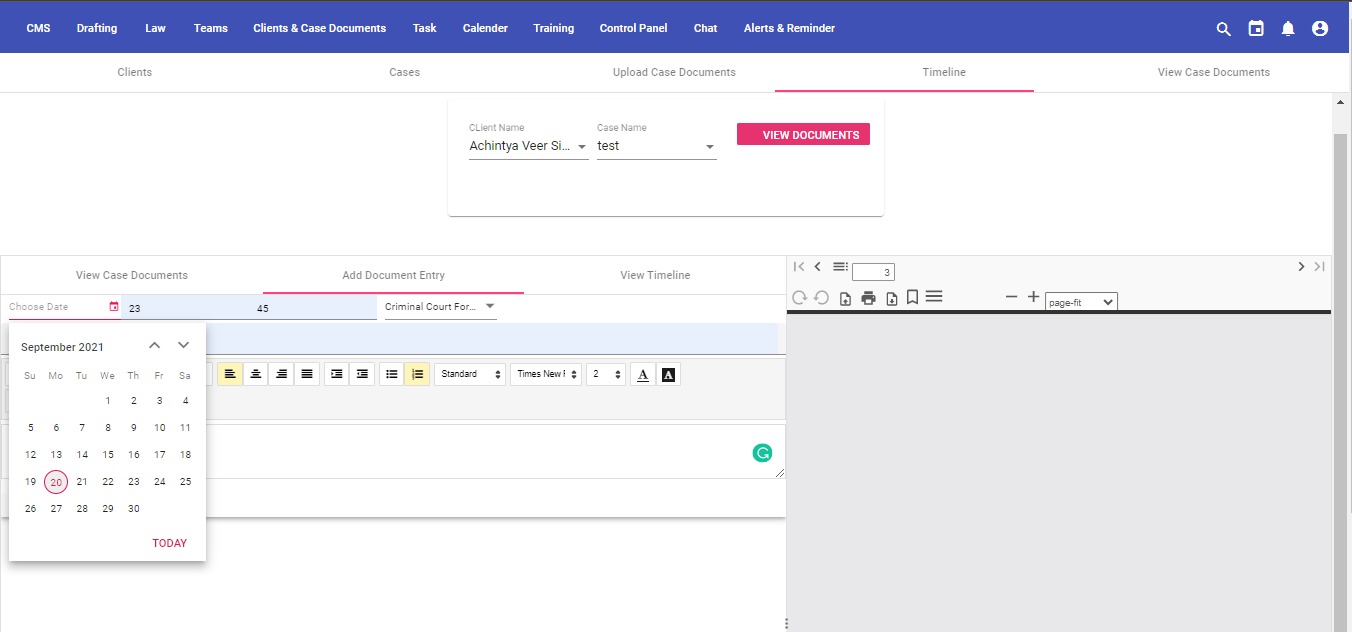 CMS Drafting Law Teams Clients & Case Documents Task Calender Training Control Panel Chat Alerts & Reminder
Clients Cases Upload Case Documents Timeline View Case Documents
CLient Name Case Name
Achintya Veer Si... test VIEW DOCUMENTS
View Case Documents Add Document Entry View Timeline
3
Choose Date 23 45 Criminal Court For...
page-fit
September 2021
Su Mo Tu We Th Fr Sa
Standard Times New 2 A A
1 2 3 4
5 6 7 8 9 10 11
12 13 14 15 16 17 18
19 20 21 22 23 24 25
26 27 28 29 30
TODAY